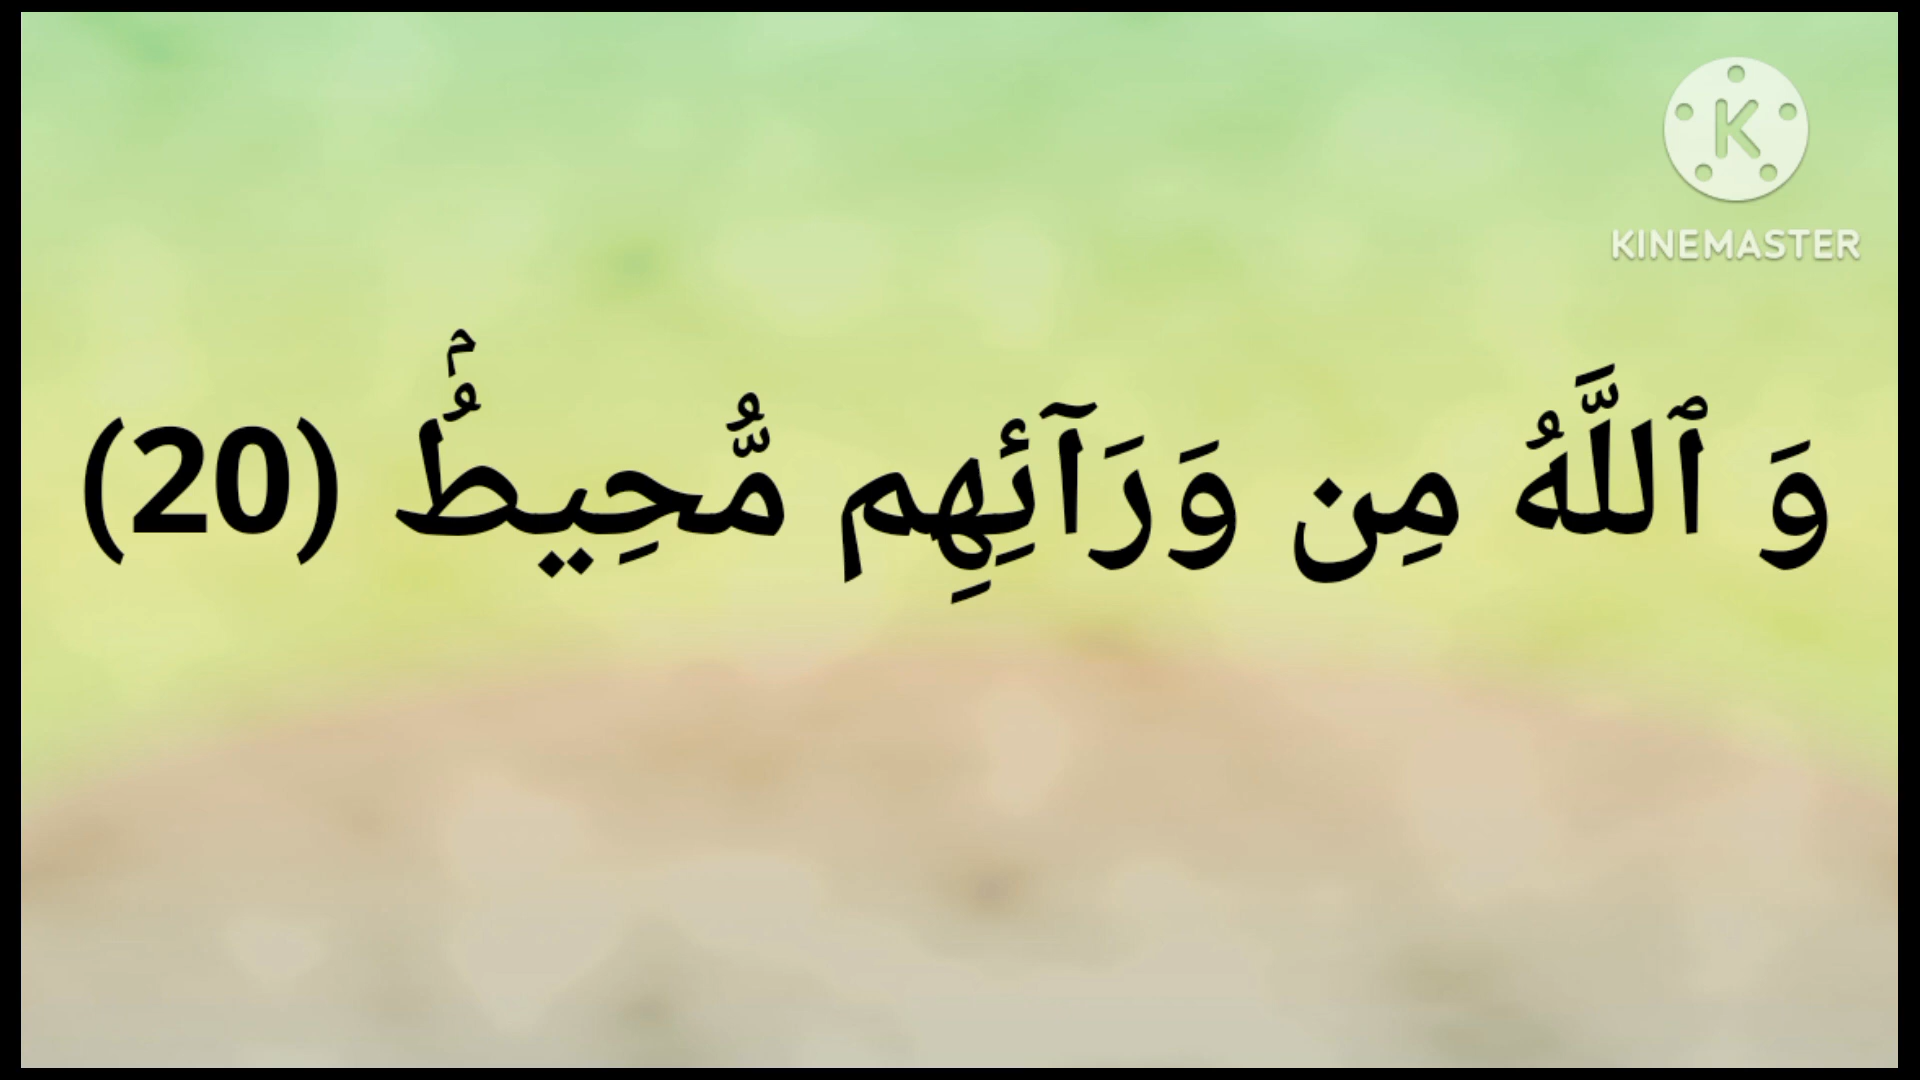 KINEMASTER
وَ ٱللَّهُ مِن وَرَآئِهِم مُّحِيطُۢ (20)